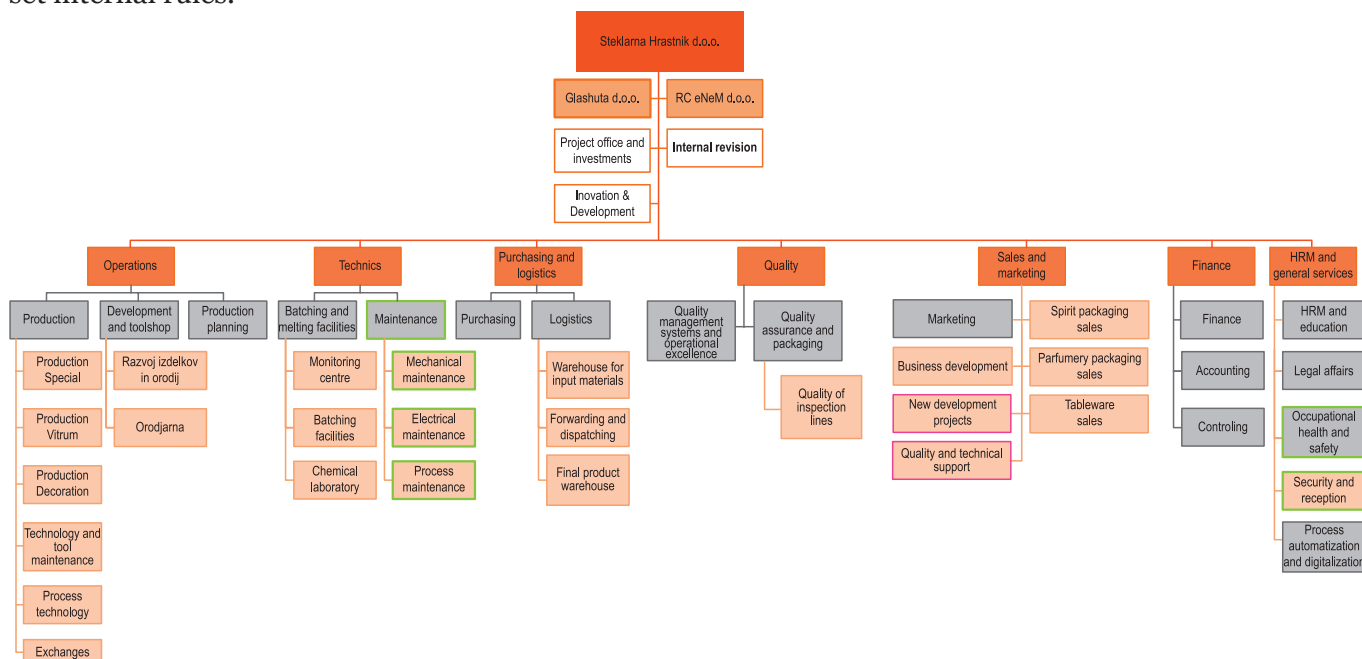 set internal rules.
Steklarna Hrastnik d.o.o.
Glashuta d.o.o.
RC eNeM d.o.o.
Project office and
investments
Internal revision
Inovation &
Development
Operations
Technics
Purchasing and
logistics
Quality
Sales and
marketing
Finance
HRM and
general services
Production
Development
and toolshop
Production
planning
Batching and
melting facilities
Maintenance
Purchasing
Logistics
Quality
management
systems and
operational
excellence
Quality
assurance and
packaging
Marketing
Spirit packaging
sales
Finance
HRM and
education
Production
Special
Razvoj izdelkov
in orodij
Monitoring
centre
Mechanical
maintenance
Warehouse for
input materials
Quality of
inspection
lines
Business development
Parfumery packaging
sales
Accounting
Legal affairs
Production
Vitrum
Orodjarna
Batching
facilities
Electrical
maintenance
Forwarding and
dispatching
New development
projects
Tableware
sales
Controling
Occupational
health and
safety
Production
Decoration
Chemical
laboratory
Process
maintenance
Final product
warehouse
Quality and technical
support
Security and
reception
Technology and
tool
maintenance
Process
automatization
and digitalization
Process
technology
Exchanges